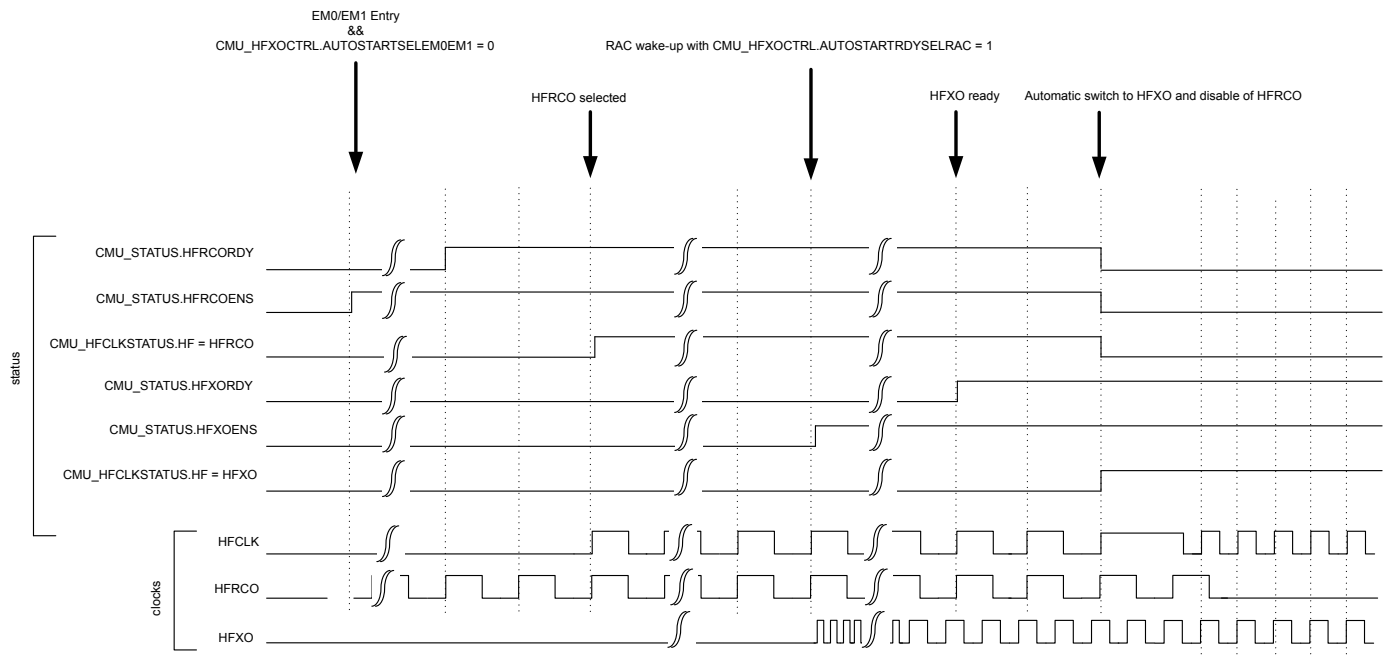 EM0/EM1 Entry
&&
CMU_HFXOCTRL.AUTOSTARTSELEM0EM1 = 0
RAC wake-up with CMU_HFXOCTRL.AUTOSTARTRDYSELRAC = 1
HFRCO selected
HFXO ready
Automatic switch to HFXO and disable of HFRCO
status
CMU_STATUS.HFRCORDY
CMU_STATUS.HFRCOENS
CMU_HFCLKSTATUS.HF = HFRCO
CMU_STATUS.HFXORDY
CMU_STATUS.HFXOENS
CMU_HFCLKSTATUS.HF = HFXO
clocks
HFCLK
HFRCO
HFXO